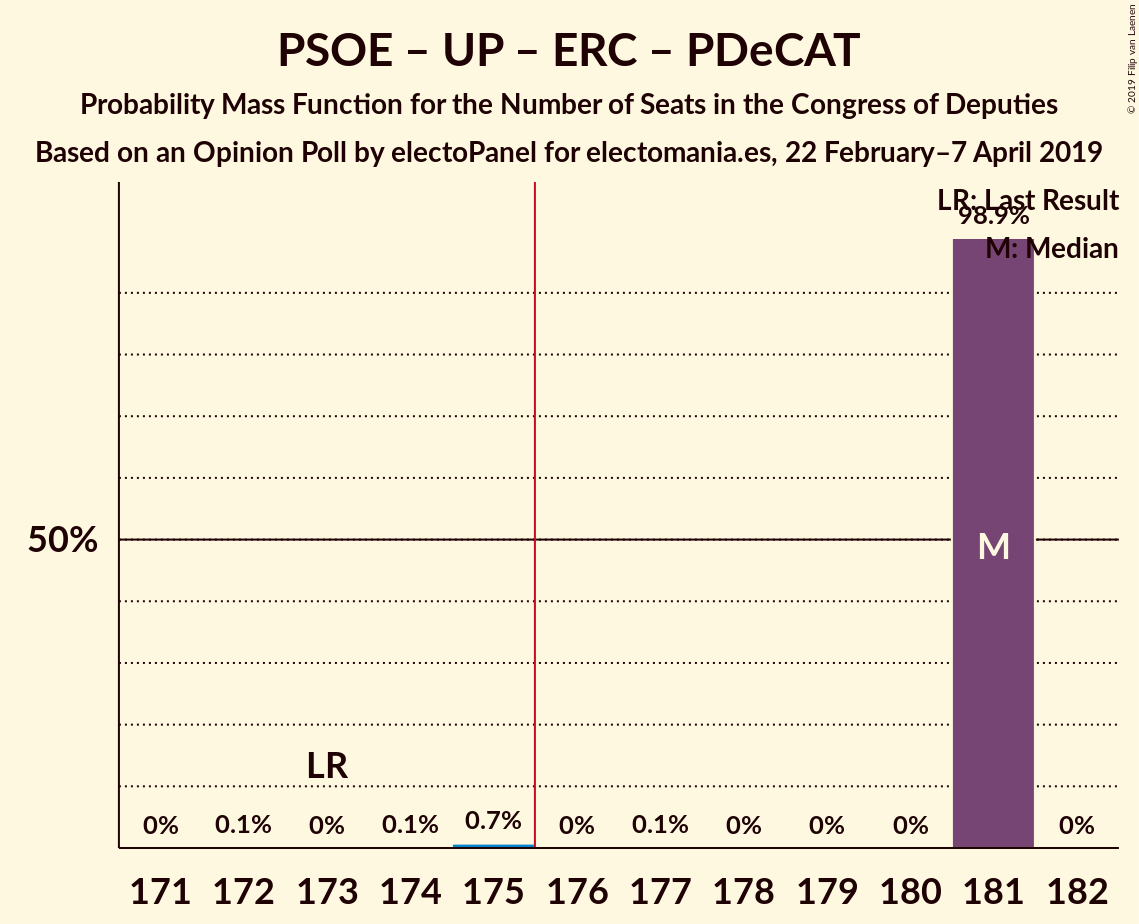 PSOE – UP – ERC – PDeCAT
Probability Mass Function for the Number of Seats in the Congress of Deputies
Based on an Opinion Poll by electoPanel for electomania.es, 22 February–7 April 2019
© 2019 Filip van Laenen
LR: Last Result
98.9%
M: Median
50%
M
LR
0% 0.1% 0% 0.1% 0.7% 0% 0.1% 0% 0% 0% 0%
171 172 173 174 175 176 177 178 179 180 181 182